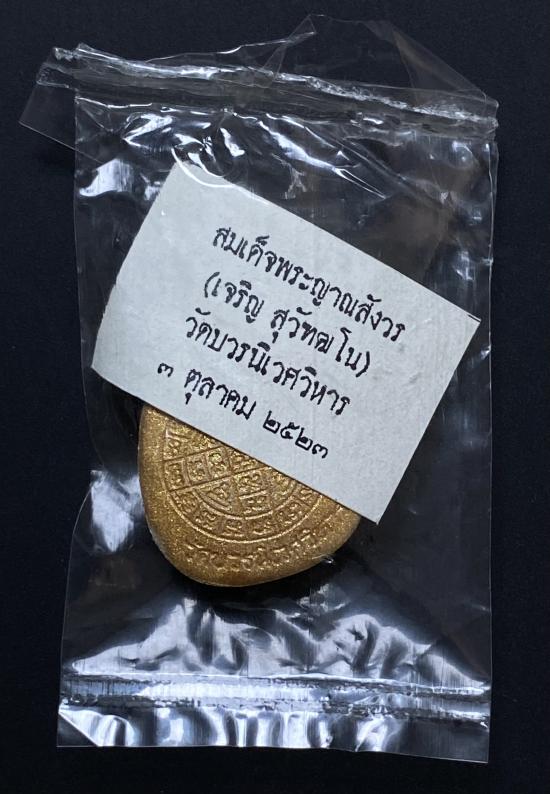 สมเด็จพระญาณสังวร
(เจริญ สุวัฑฒโน)
วัดบวรนิเวศวิหาร
๓ ตุลาคม ๒๕๒๓